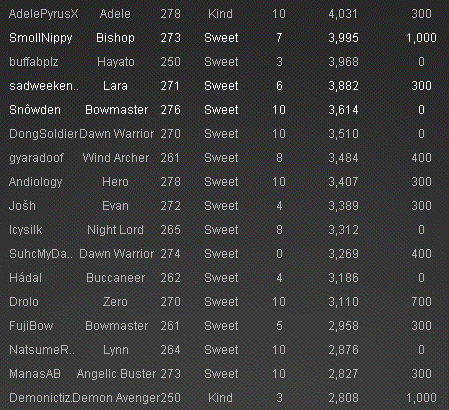 AdelePyrusX Adele 278 Kind 10 4,031 300
SmollNippy Bishop 273 Sweet 7 3,995 1,000
buffabplz Hayato 250 Sweet 3 3,968 0
sadweeken.. Lara 271 Sweet 6 3,882 300
Snôwden Bowmaster 276 Sweet 10 3,614 0
DongSoldier Dawn Warrior 270 Sweet 10 3,510 0
gyaradoof Wind Archer 261 Sweet 8 3,484 400
Andiology Hero 278 Sweet 10 3,407 300
Jošh Evan 272 Sweet 4 3,389 300
Icysilk Night Lord 265 Sweet 8 3,312 0
SuhcMyDa.. Dawn Warrior 274 Sweet 0 3,269 400
Hádal Buccaneer 262 Sweet 4 3,186 0
Drolo Zero 270 Sweet 10 3,110 700
FujiBow Bowmaster 261 Sweet 5 2,958 300
NatsumeR.. Lynn 264 Sweet 10 2,876 0
ManasAB Angelic Buster 273 Sweet 10 2,827 300
Demonictiz. Demon Avenger 250 Kind 3 2,808 1,000